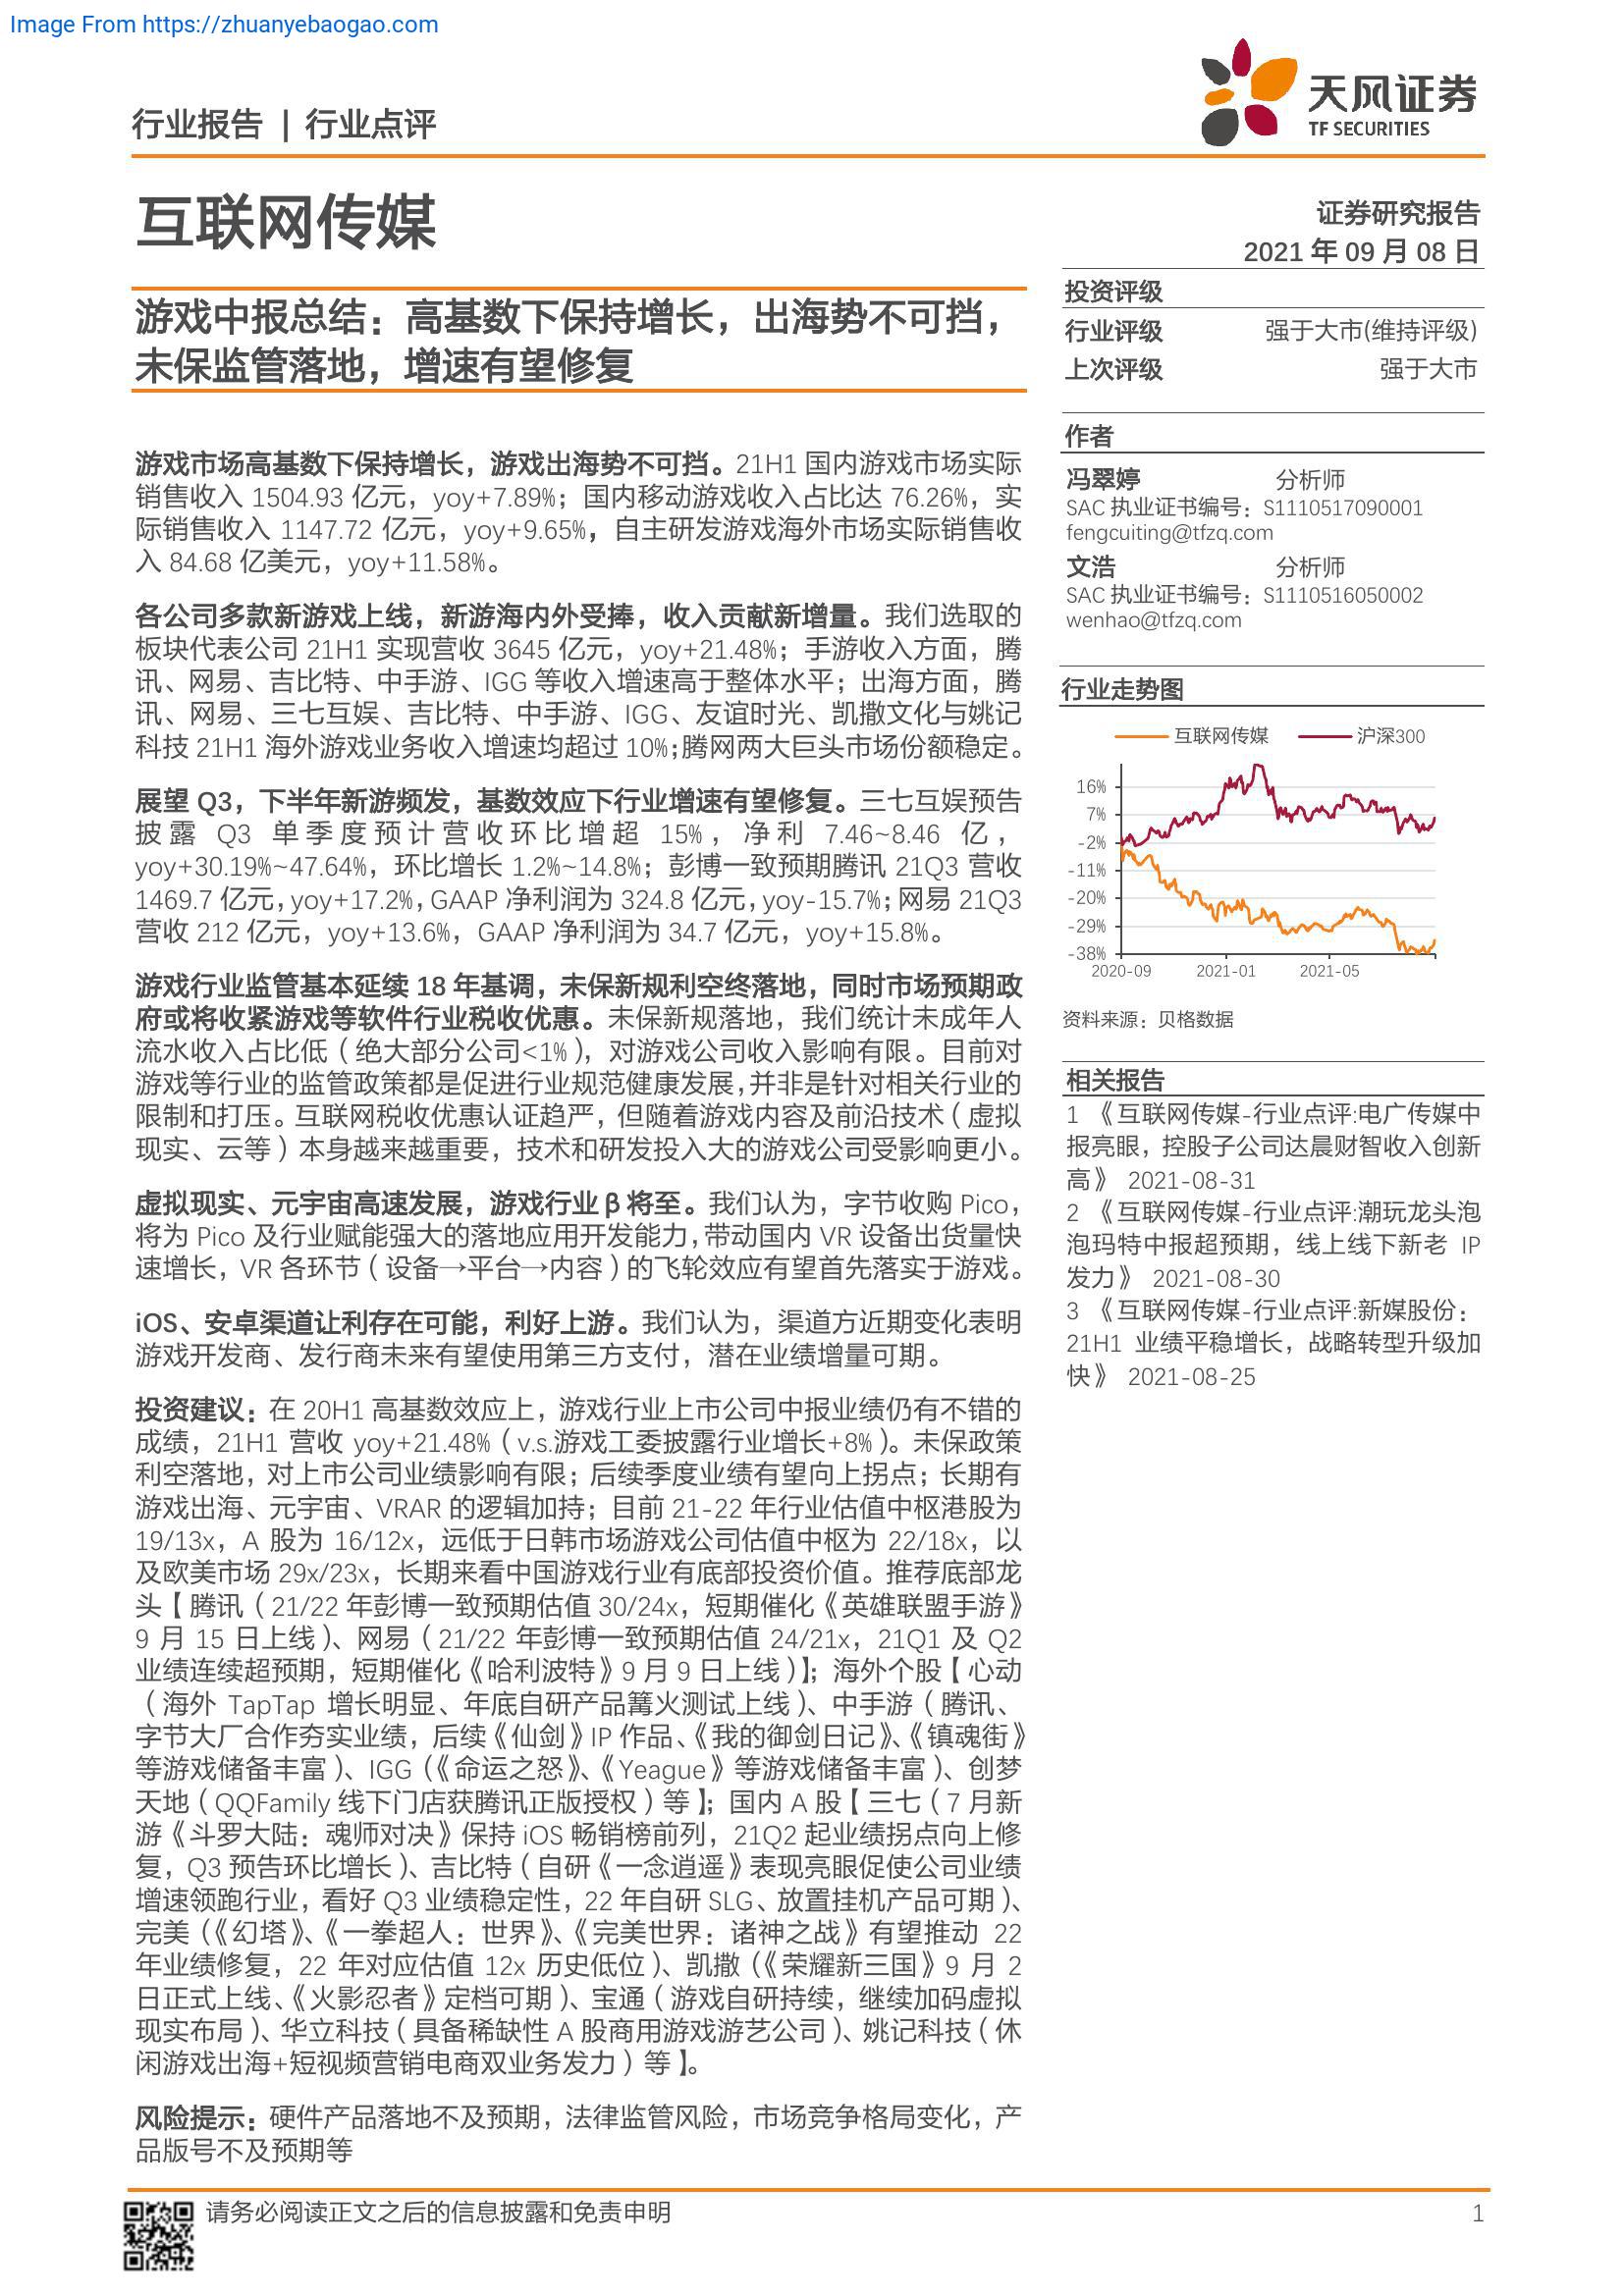 Image From https://zhuanyebaogao.com
行业报告 | 行业点评
天风证券
TF SECURITIES
互联网传媒
证券研究报告
2021 年 09 月 08 日
游戏中报总结：高基数下保持增长，出海势不可挡，
未保监管落地，增速有望修复
游戏市场高基数下保持增长，游戏出海势不可挡。21H1 国内游戏市场实际
销售收入 1504.93 亿元，yoy+7.89%；国内移动游戏收入占比达 76.26%，实
际销售收入 1147.72 亿元，yoy+9.65%，自主研发游戏海外市场实际销售收
入 84.68 亿美元，yoy+11.58%。
各公司多款新游戏上线，新游海内外受捧，收入贡献新增量。我们选取的
板块代表公司 21H1 实现营收 3645 亿元，yoy+21.48%；手游收入方面，腾
讯、网易、吉比特、中手游、IGG 等收入增速高于整体水平；出海方面，腾
讯、网易、三七互娱、吉比特、中手游、IGG、友谊时光、凯撒文化与姚记
科技 21H1 海外游戏业务收入增速均超过 10%；腾网两大巨头市场份额稳定。
展望 Q3，下半年新游频发，基数效应下行业增速有望修复。三七互娱预告
披露 Q3 单季度预计营收环比增超 15%，净利 7.46~8.46 亿，
yoy+30.19%~47.64%，环比增长 1.2%~14.8%；彭博一致预期腾讯 21Q3 营收
1469.7 亿元，yoy+17.2%，GAAP 净利润为 324.8 亿元，yoy-15.7%；网易 21Q3
营收 212 亿元，yoy+13.6%，GAAP 净利润为 34.7 亿元，yoy+15.8%。
游戏行业监管基本延续 18 年基调，未保新规利空终落地，同时市场预期政
府或将收紧游戏等软件行业税收优惠。未保新规落地，我们统计未成年人
流水收入占比低（绝大部分公司<1%），对游戏公司收入影响有限。目前对
游戏等行业的监管政策都是促进行业规范健康发展，并非是针对相关行业的
限制和打压。互联网税收优惠认证趋严，但随着游戏内容及前沿技术（虚拟
现实、云等）本身越来越重要，技术和研发投入大的游戏公司受影响更小。
虚拟现实、元宇宙高速发展，游戏行业 β 将至。我们认为，字节收购 Pico，
将为 Pico 及行业赋能强大的落地应用开发能力，带动国内 VR 设备出货量快
速增长，VR 各环节（设备→平台→内容）的飞轮效应有望首先落实于游戏。
iOS、安卓渠道让利存在可能，利好上游。我们认为，渠道方近期变化表明
游戏开发商、发行商未来有望使用第三方支付，潜在业绩增量可期。
投资建议：在 20H1 高基数效应上，游戏行业上市公司中报业绩仍有不错的
成绩，21H1 营收 yoy+21.48%（v.s.游戏工委披露行业增长+8%）。未保政策
利空落地，对上市公司业绩影响有限；后续季度业绩有望向上拐点；长期有
游戏出海、元宇宙、VRAR 的逻辑加持；目前 21-22 年行业估值中枢港股为
19/13x，A 股为 16/12x，远低于日韩市场游戏公司估值中枢为 22/18x，以
及欧美市场 29x/23x，长期来看中国游戏行业有底部投资价值。推荐底部龙
头【腾讯（21/22 年彭博一致预期估值 30/24x，短期催化《英雄联盟手游》
9 月 15 日上线）、网易（21/22 年彭博一致预期估值 24/21x，21Q1 及 Q2
业绩连续超预期，短期催化《哈利波特》9 月 9 日上线）】；海外个股【心动
（海外 TapTap 增长明显、年底自研产品篝火测试上线）、中手游（腾讯、
字节大厂合作夯实业绩，后续《仙剑》IP 作品、《我的御剑日记》、《镇魂街》
等游戏储备丰富）、IGG（《命运之怒》、《Yeague》等游戏储备丰富）、创梦
天地（QQFamily 线下门店获腾讯正版授权）等】；国内 A 股【三七（7 月新
游《斗罗大陆：魂师对决》保持 iOS 畅销榜前列，21Q2 起业绩拐点向上修
复，Q3 预告环比增长）、吉比特（自研《一念逍遥》表现亮眼促使公司业绩
增速领跑行业，看好 Q3 业绩稳定性，22 年自研 SLG、放置挂机产品可期）、
完美（《幻塔》、《一拳超人：世界》、《完美世界：诸神之战》有望推动 22
年业绩修复，22 年对应估值 12x 历史低位）、凯撒（《荣耀新三国》9 月 2
日正式上线、《火影忍者》定档可期）、宝通（游戏自研持续，继续加码虚拟
现实布局）、华立科技（具备稀缺性 A 股商用游戏游艺公司）、姚记科技（休
闲游戏出海+短视频营销电商双业务发力）等】。
风险提示：硬件产品落地不及预期，法律监管风险，市场竞争格局变化，产
品版号不及预期等
投资评级
行业评级 强于大市(维持评级)
上次评级 强于大市
作者
冯翠婷 分析师
SAC 执业证书编号：S1110517090001
fengcuiting@tfzq.com
文浩 分析师
SAC 执业证书编号：S1110516050002
wenhao@tfzq.com
行业走势图
互联网传媒 沪深300
16%
7%
-2%
-11%
-20%
-29%
-38%
2020-09 2021-01 2021-05
资料来源：贝格数据
相关报告
1 《互联网传媒-行业点评:电广传媒中
报亮眼，控股子公司达晨财智收入创新
高》 2021-08-31
2 《互联网传媒-行业点评:潮玩龙头泡
泡玛特中报超预期，线上线下新老 IP
发力》 2021-08-30
3 《互联网传媒-行业点评:新媒股份：
21H1 业绩平稳增长，战略转型升级加
快》 2021-08-25
请务必阅读正文之后的信息披露和免责申明 1